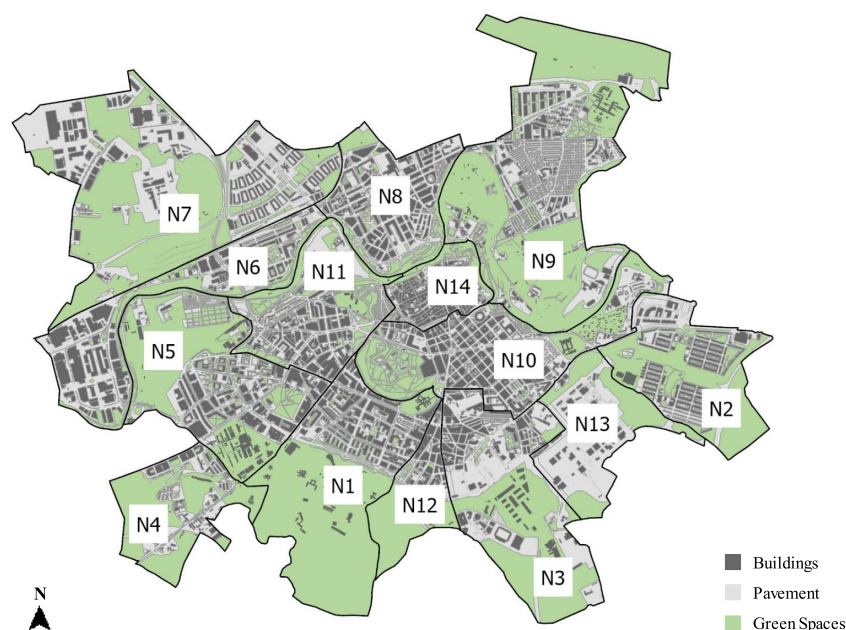 N8
N7
N9
N6
N11
N14
N5
N10
N2
N13
N1
N12
N4
N3
Buildings
Pavement
Green Spaces
N